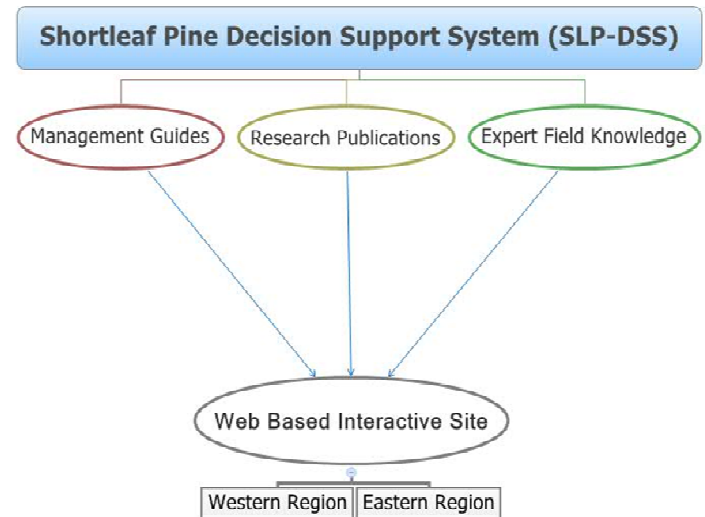 Shortleaf Pine Decision Support System (SLP-DSS)
Management Guides
Research Publications
Expert Field Knowledge
Web Based Interactive Site
Western Region
Eastern Region